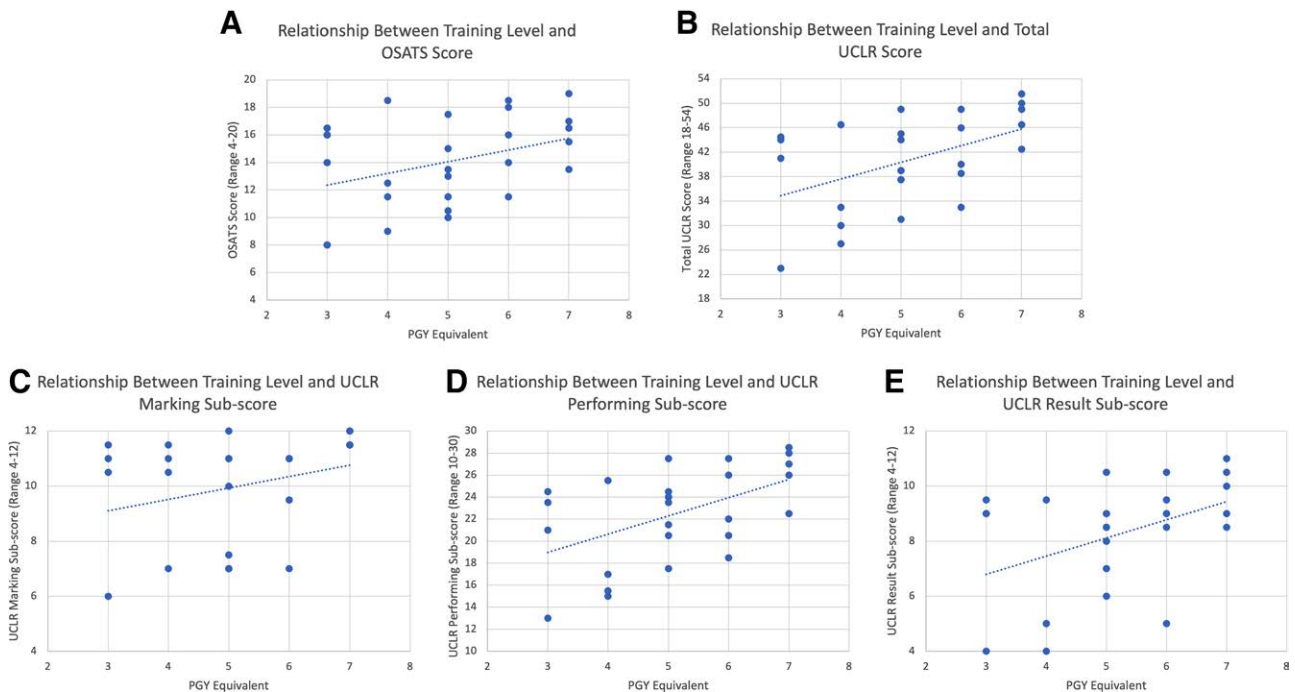 A
Relationship Between Training Level and
OSATS Score
OSATS Score (Range 4-20)
20
18
16
14
12
10
8
6
4
2 3 4 5 6 7 8
PGY Equivalent
B
Relationship Between Training Level and Total
UCLR Score
Total UCLR Score (Range 18-54)
54
50
46
42
38
34
30
26
22
18
2 3 4 5 6 7 8
PGY Equivalent
C
Relationship Between Training Level and UCLR
Marking Sub-score
UCLR Marking Sub-score (Range 4-12)
12
10
8
6
4
2 3 4 5 6 7 8
PGY Equivalent
D
Relationship Between Training Level and UCLR
Performing Sub-score
UCLR Performing Sub-score (Range 10-30)
30
28
26
24
22
20
18
16
14
12
10
2 3 4 5 6 7 8
PGY Equivalent
E
Relationship Between Training Level and
UCLR Result Sub-score
UCLR Result Sub-score (Range 4-12)
12
10
8
6
4
2 3 4 5 6 7 8
PGY Equivalent